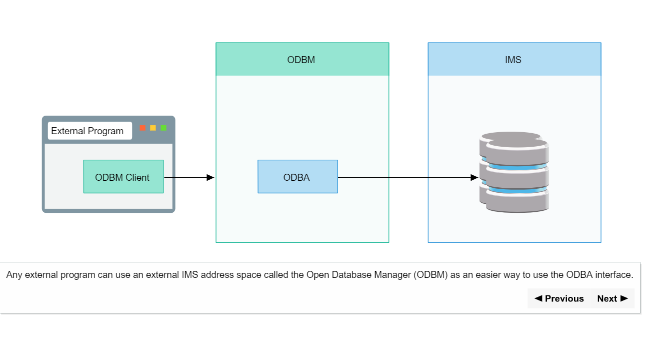 ODBM
IMS
External Program
ODBM Client
ODBA
Any external program can use an external IMS address space called the Open Database Manager (ODBM) as an easier way to use the ODBA interface.
Previous
Next